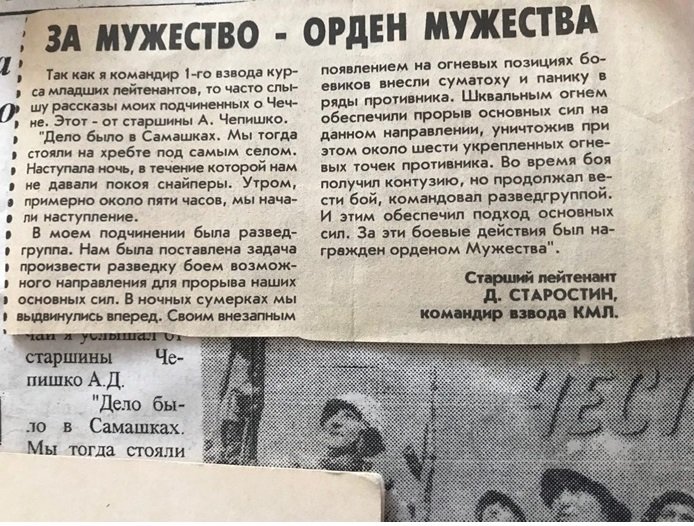 ЗА МУЖЕСТВО - ОРДЕН МУЖЕСТВА
Так как я командир 1-го взвода кур-
са младших лейтенантов, то часто слы-
шу рассказы моих подчиненных о Чеч-
не. Этот - от старшины А. Чепишко.
"Дело было в Самашках. Мы тогда
стояли на хребте под самым селом.
Наступала ночь, в течение которой нам
не давали покоя снайперы. Утром,
примерно около пяти часов, мы нача-
ли наступление.
В моем подчинении была развед-
группа. Нам была поставлена задача
произвести разведку боем возмож-
ного направления для прорыва наших
основных сил. В ночных сумерках мы
выдвинулись вперед. Своим внезапным
появлением на огневых позициях бо-
евиков внесли суматоху и панику в
ряды противника. Шквальным огнем
обеспечили прорыв основных сил на
данном направлении, уничтожив при
этом около шести укрепленных огне-
вых точек противника. Во время боя
получил контузию, но продолжал ве-
сти бой, командовал разведгруппой.
И этим обеспечил подход основных
сил. За эти боевые действия был на-
гражден орденом Мужества".
Старший лейтенант
Д. СТАРОСТИН,
командир взвода КМЛ.
чай я услышал от
старшины Че-
пишко А.Д.
"Дело бы-
ло в Самашках.
Мы тогда стояли
ЧЕСТ